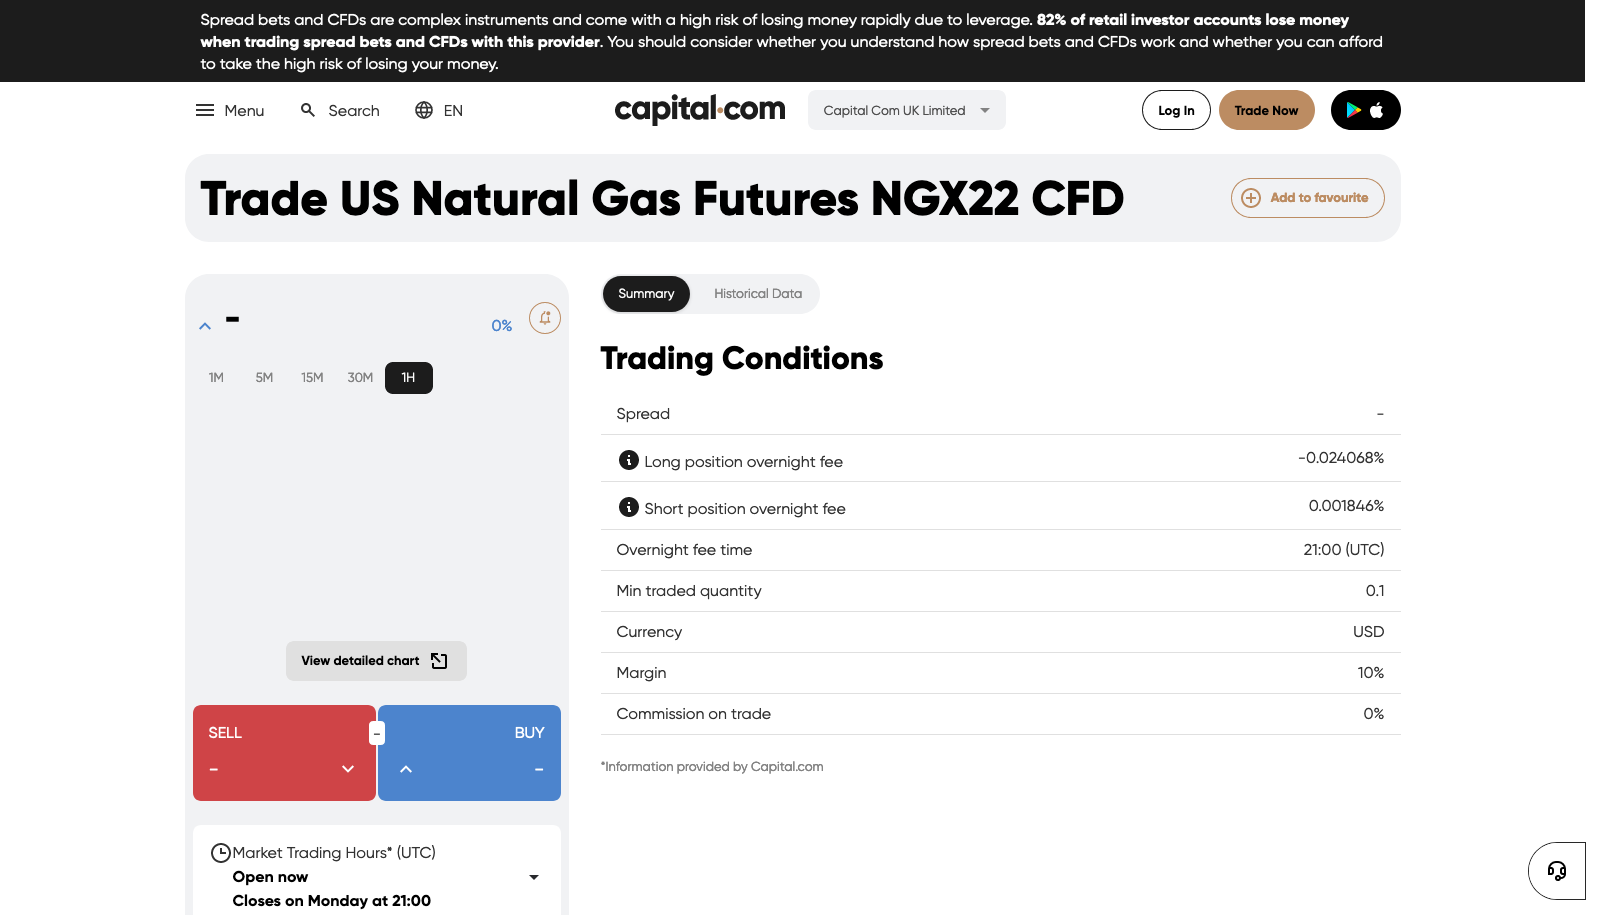 Spread bets and CFDs are complex instruments and come with a high risk of losing money rapidly due to leverage. 82% of retail investor accounts lose money
when trading spread bets and CFDs with this provider. You should consider whether you understand how spread bets and CFDs work and whether you can afford
to take the high risk of losing your money.
Menu
Search
EN
capital.com
Capital Com UK Limited
Log In
Trade Now
Trade US Natural Gas Futures NGX22 CFD
Add to favourite
-
0%
1M 5M 15M 30M 1H
View detailed chart
SELL
-
-
BUY
-
Market Trading Hours* (UTC)
Open now
Closes on Monday at 21:00
Summary
Historical Data
Trading Conditions
Spread -
Long position overnight fee -0.024068%
Short position overnight fee 0.001846%
Overnight fee time 21:00 (UTC)
Min traded quantity 0.1
Currency USD
Margin 10%
Commission on trade 0%
*Information provided by Capital.com